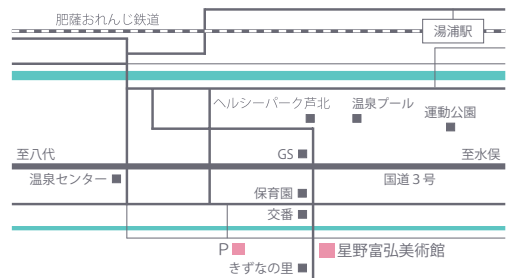 肥薩おれんじ鉄道
湯浦駅
ヘルシーパーク芦北
温泉プール
運動公園
至八代
GS
至水俣
温泉センター
国道3号
保育園
交番
P
星野富弘美術館
きずなの里